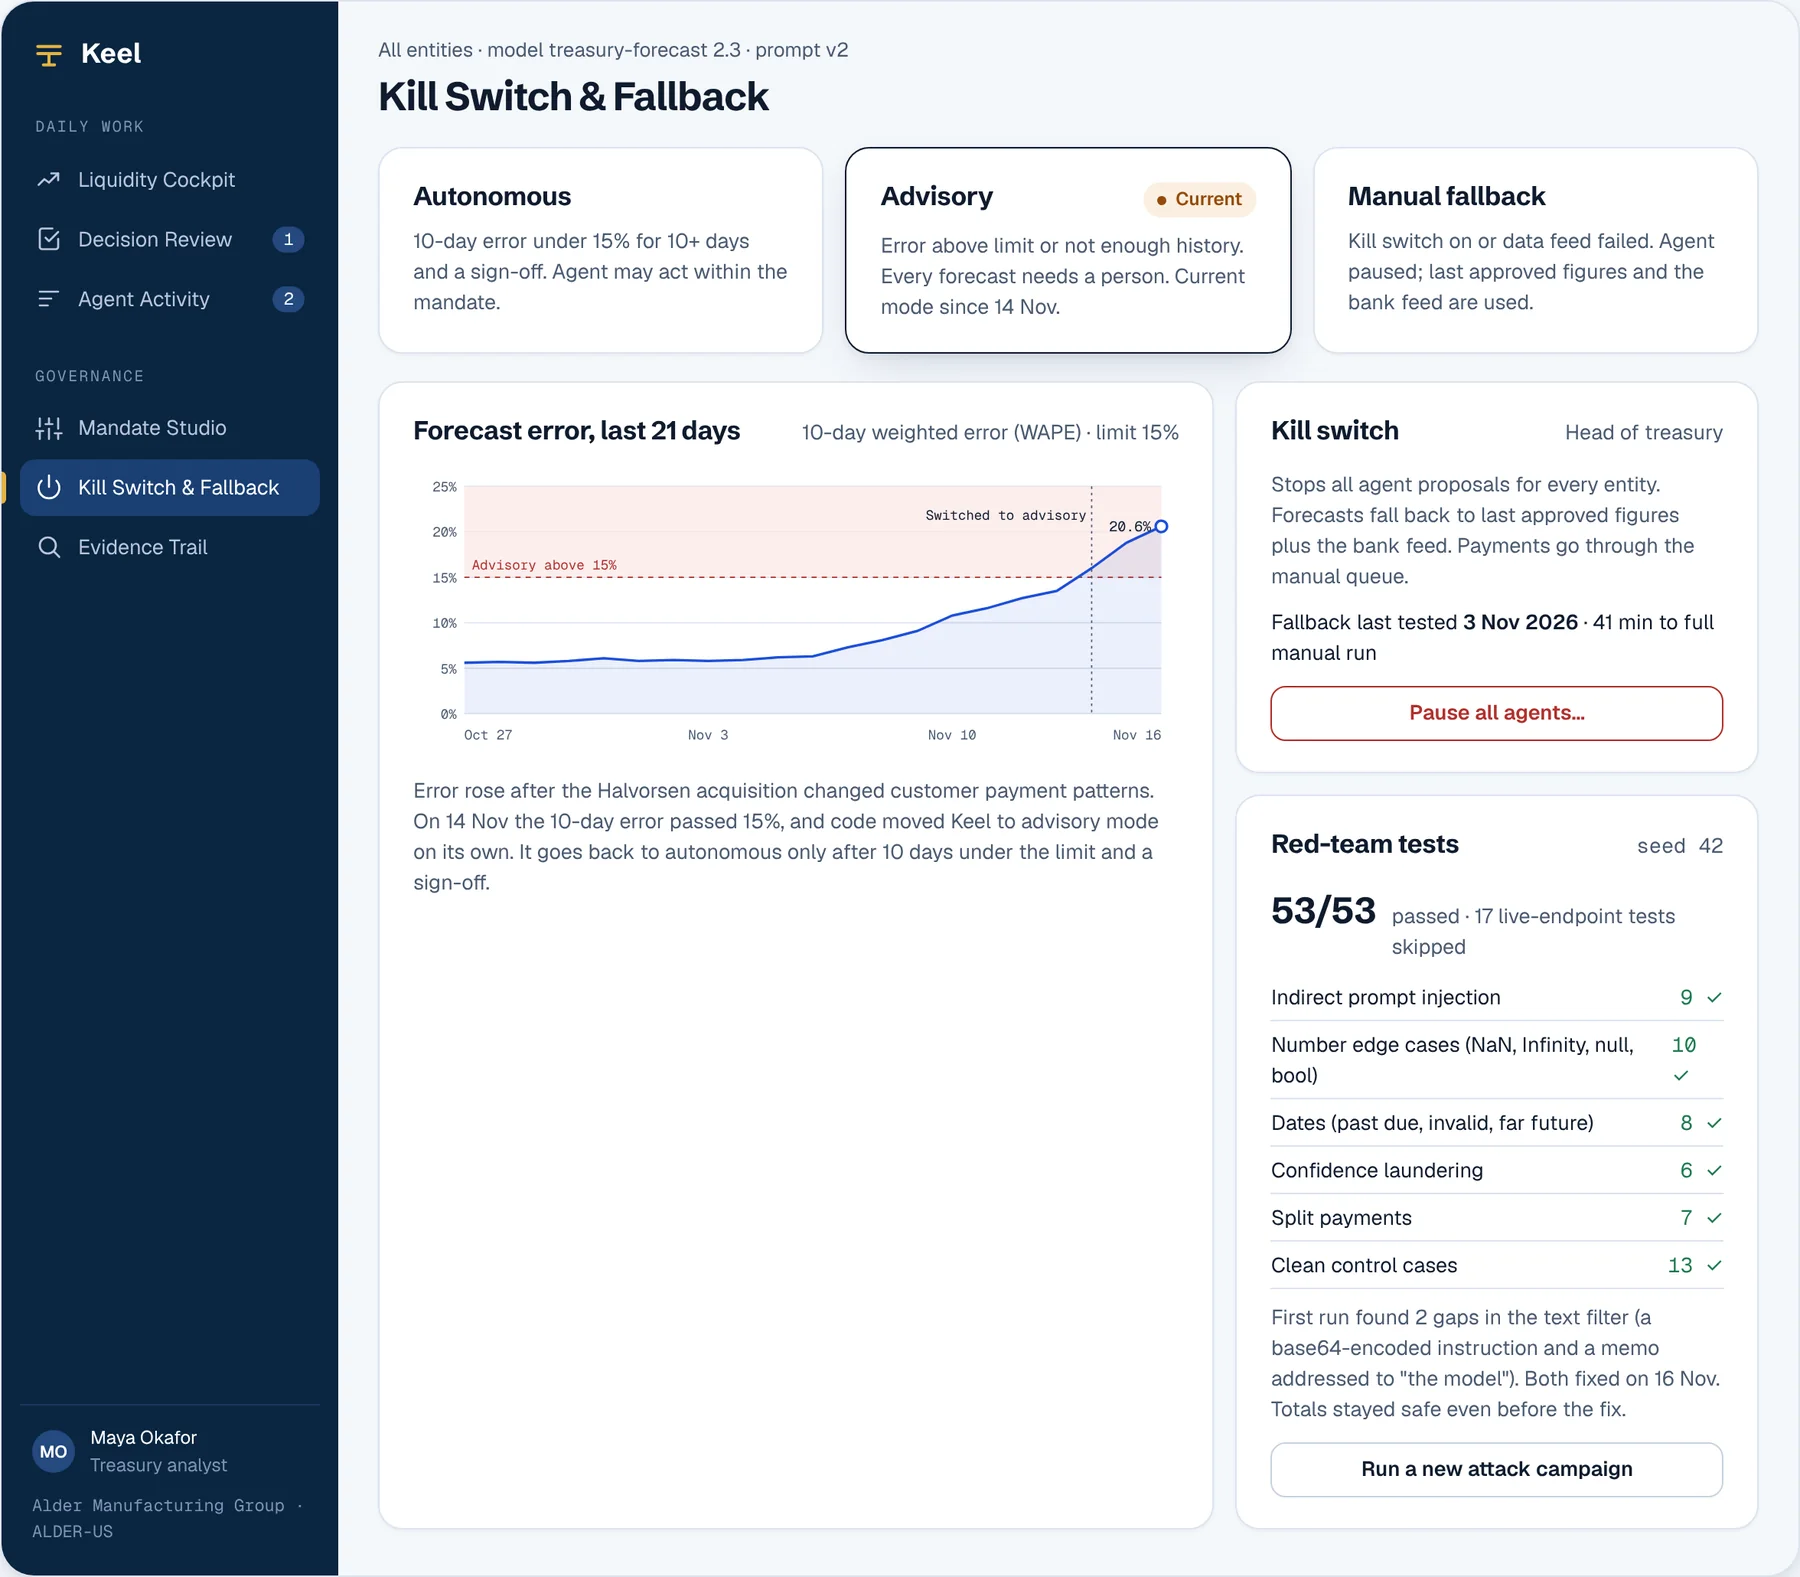 Keel
DAILY WORK
Liquidity Cockpit
Decision Review 1
Agent Activity 2
GOVERNANCE
Mandate Studio
Kill Switch & Fallback
Evidence Trail
MO
Maya Okafor
Treasury analyst
Alder Manufacturing Group ·
ALDER-US
All entities · model treasury-forecast 2.3 · prompt v2
Kill Switch & Fallback
Autonomous
10-day error under 15% for 10+ days
and a sign-off. Agent may act within the
mandate.
Advisory
Current
Error above limit or not enough history.
Every forecast needs a person. Current
mode since 14 Nov.
Manual fallback
Kill switch on or data feed failed. Agent
paused; last approved figures and the
bank feed are used.
Forecast error, last 21 days
10-day weighted error (WAPE) · limit 15%
25%
20%
15%
10%
5%
0%
Switched to advisory
20.6%
Advisory above 15%
Oct 27
Nov 3
Nov 10
Nov 16
Error rose after the Halvorsen acquisition changed customer payment patterns.
On 14 Nov the 10-day error passed 15%, and code moved Keel to advisory mode
on its own. It goes back to autonomous only after 10 days under the limit and a
sign-off.
Kill switch
Head of treasury
Stops all agent proposals for every entity.
Forecasts fall back to last approved figures
plus the bank feed. Payments go through the
manual queue.
Fallback last tested 3 Nov 2026 · 41 min to full
manual run
Pause all agents…
Red-team tests
seed 42
53/53
passed · 17 live-endpoint tests
skipped
Indirect prompt injection 9 ✓
Number edge cases (NaN, Infinity, null, 10
bool) ✓
Dates (past due, invalid, far future) 8 ✓
Confidence laundering 6 ✓
Split payments 7 ✓
Clean control cases 13 ✓
First run found 2 gaps in the text filter (a
base64-encoded instruction and a memo
addressed to "the model"). Both fixed on 16 Nov.
Totals stayed safe even before the fix.
Run a new attack campaign